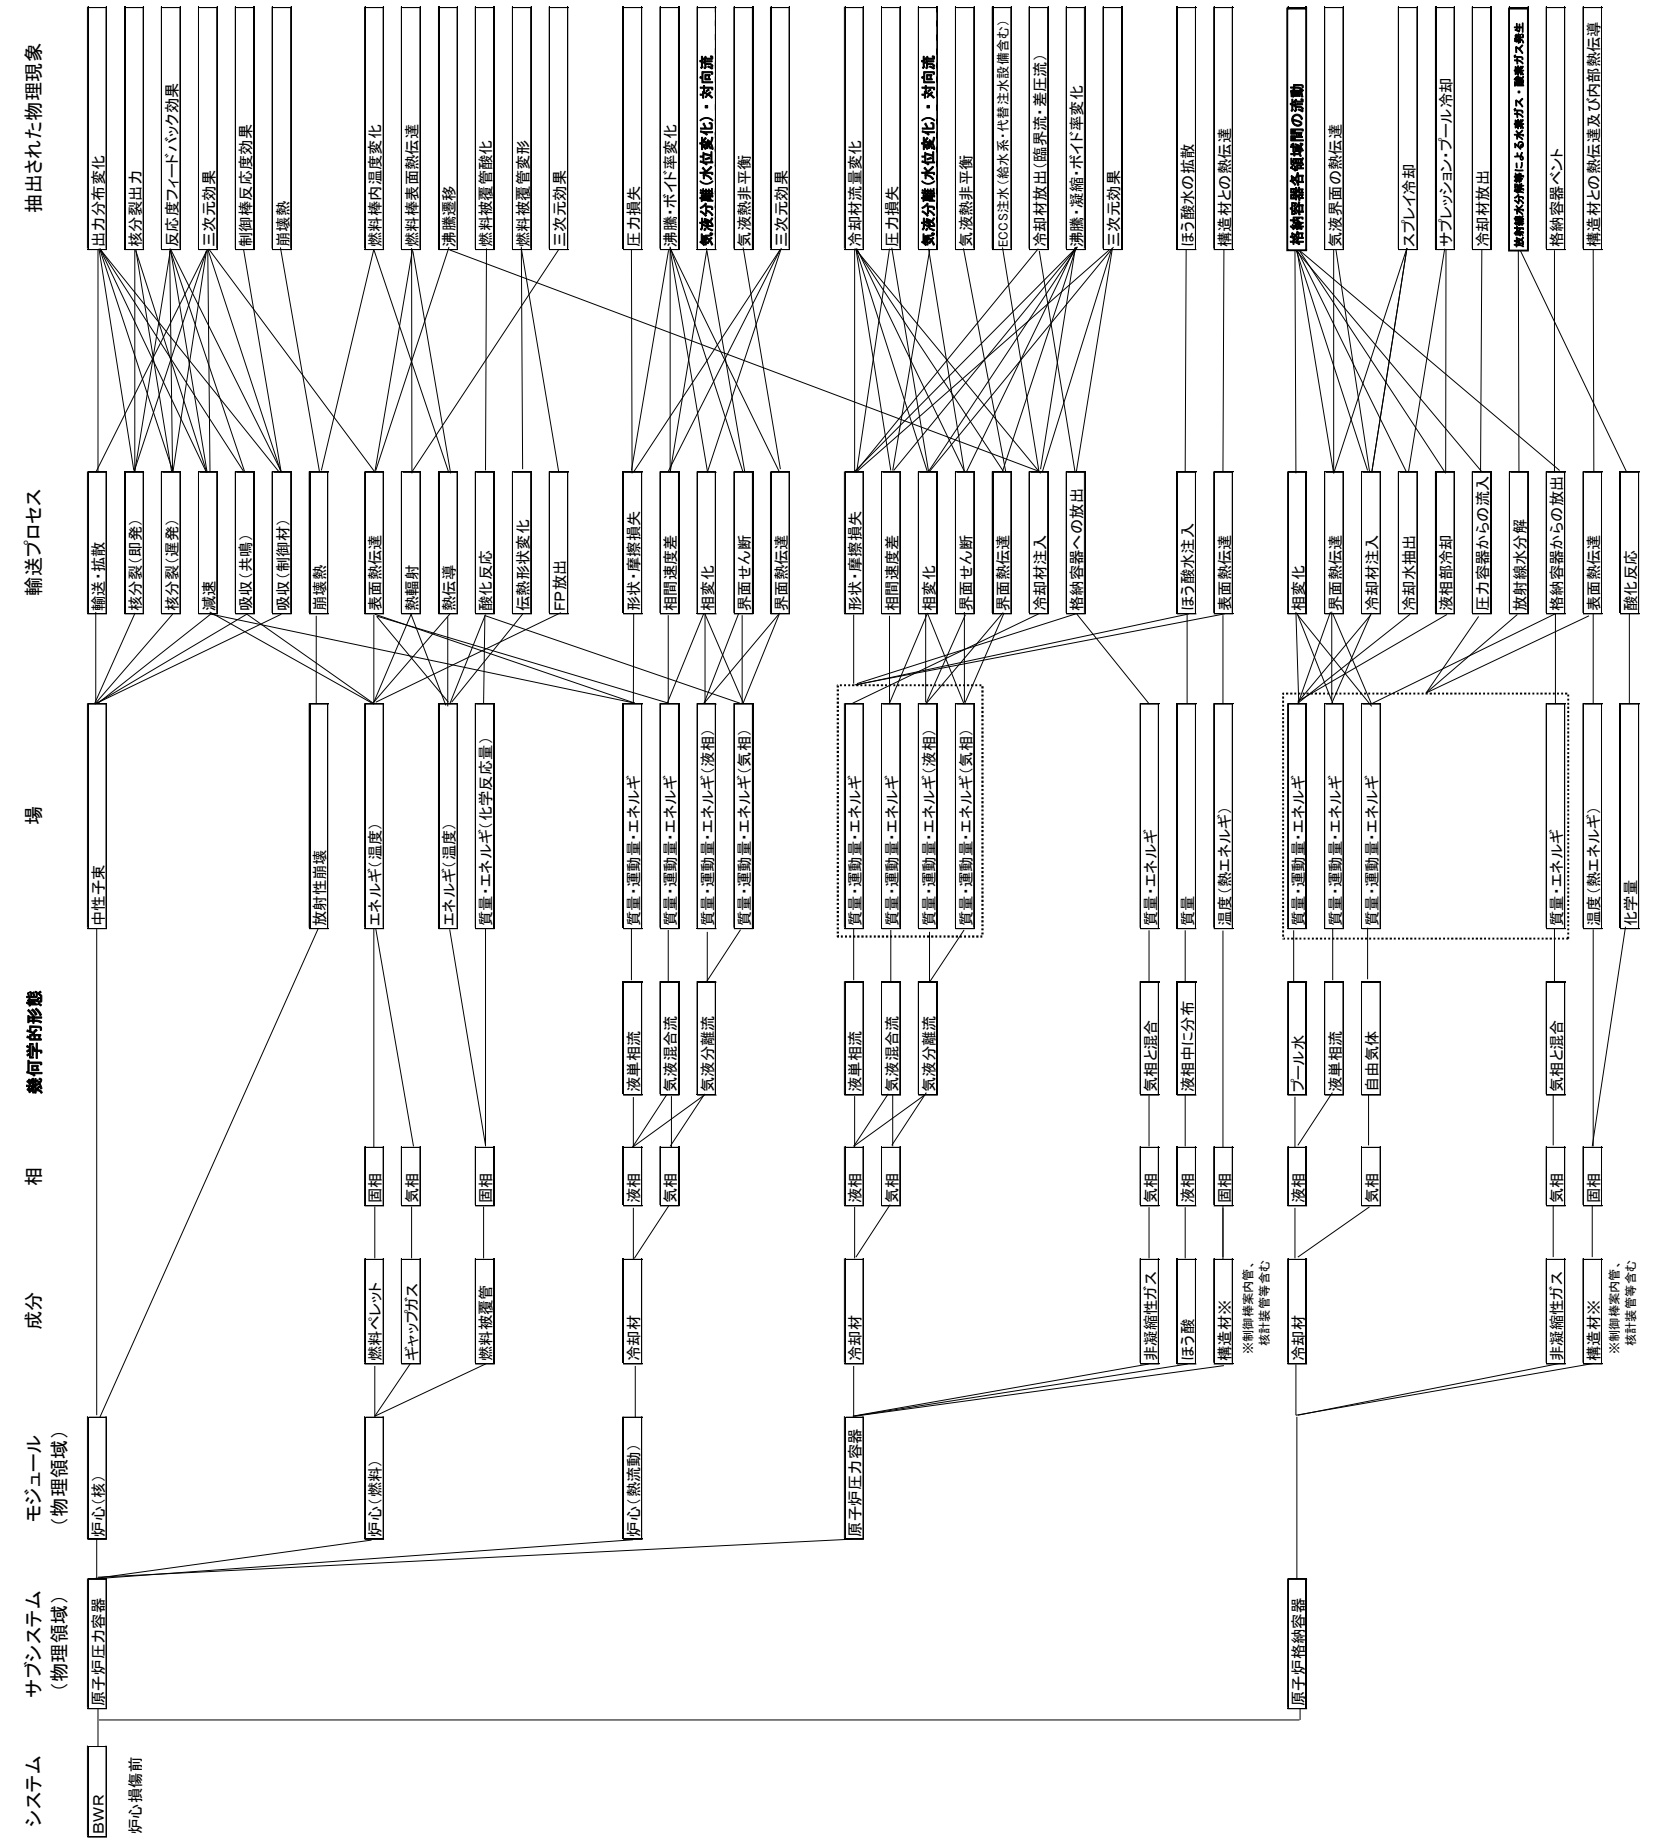 システム
サブシステム
（物理領域）
モジュール
（物理領域）
成分
相
幾何学的形態
場
輸送プロセス
抽出された物理現象
BWR
炉心損傷前
原子炉圧力容器
原子炉格納容器
炉心（核）
炉心（燃料）
炉心（熱流動）
原子炉圧力容器
燃料ペレット
ギャップガス
燃料被覆管
冷却材
冷却材
非凝縮性ガス
ほう酸
構造材※
※制御棒案内管、
核計装管等含む
冷却材
非凝縮性ガス
構造材※
※制御棒案内管、
核計装管等含む
固相
気相
固相
液相
気相
液相
気相
気相
液相
固相
液相
気相
気相
固相
液単相流
気液混合流
気液分離流
液単相流
気液混合流
気液分離流
気相と混合
液相中に分布
プール水
液単相流
自由気体
気相と混合
中性子束
放射性崩壊
エネルギ（温度）
エネルギ（温度）
質量・エネルギ（化学反応量）
質量・運動量・エネルギ
質量・運動量・エネルギ
質量・運動量・エネルギ（液相）
質量・運動量・エネルギ（気相）
質量・運動量・エネルギ
質量・運動量・エネルギ
質量・運動量・エネルギ（液相）
質量・運動量・エネルギ（気相）
質量・エネルギ
質量
温度（熱エネルギ）
質量・運動量・エネルギ
質量・運動量・エネルギ
質量・運動量・エネルギ
質量・エネルギ
温度（熱エネルギ）
化学量
輸送・拡散
核分裂（即発）
核分裂（遅発）
減速
吸収（共鳴）
吸収（制御材）
崩壊熱
表面熱伝達
熱輻射
熱伝導
酸化反応
伝熱形状変化
FP放出
形状・摩擦損失
相間速度差
相変化
界面せん断
界面熱伝達
形状・摩擦損失
相間速度差
相変化
界面せん断
界面熱伝達
冷却材注入
格納容器への放出
ほう酸水注入
表面熱伝達
相変化
界面熱伝達
冷却材注入
冷却水抽出
液相部冷却
圧力容器からの流入
放射線水分解
格納容器からの放出
表面熱伝達
酸化反応
出力分布変化
核分裂出力
反応度フィードバック効果
三次元効果
制御棒反応度効果
崩壊熱
燃料棒内温度変化
燃料棒表面熱伝達
沸騰遷移
燃料被覆管酸化
燃料被覆管変形
三次元効果
圧力損失
沸騰・ボイド率変化
気液分離（水位変化）・対向流
気液熱非平衡
三次元効果
冷却材流量変化
圧力損失
気液分離（水位変化）・対向流
気液熱非平衡
ECCS注水（給水系・代替注水設備含む）
冷却材放出（臨界流・差圧流）
沸騰・凝縮・ボイド率変化
三次元効果
ほう酸水の拡散
構造材との熱伝達
格納容器各領域間の流動
気液界面の熱伝達
スプレイ冷却
サプレッション・プール冷却
冷却材放出
放射線水分解等による水素ガス・酸素ガス発生
格納容器ベント
構造材との熱伝達及び内部熱伝導